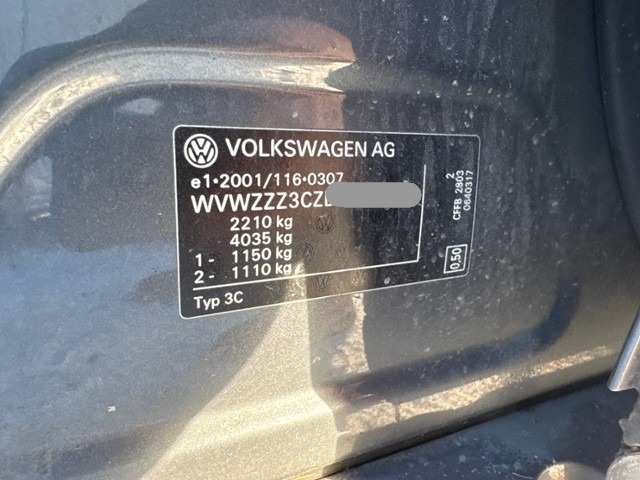 VOLKSWAGEN AG
e1•2001/116•0307
WVWZZZ3CZ
2210 kg
4035 kg
1 - 1150 kg
2 - 1110 kg
Typ 3C
2
CFFB 2803
0640317
0,50